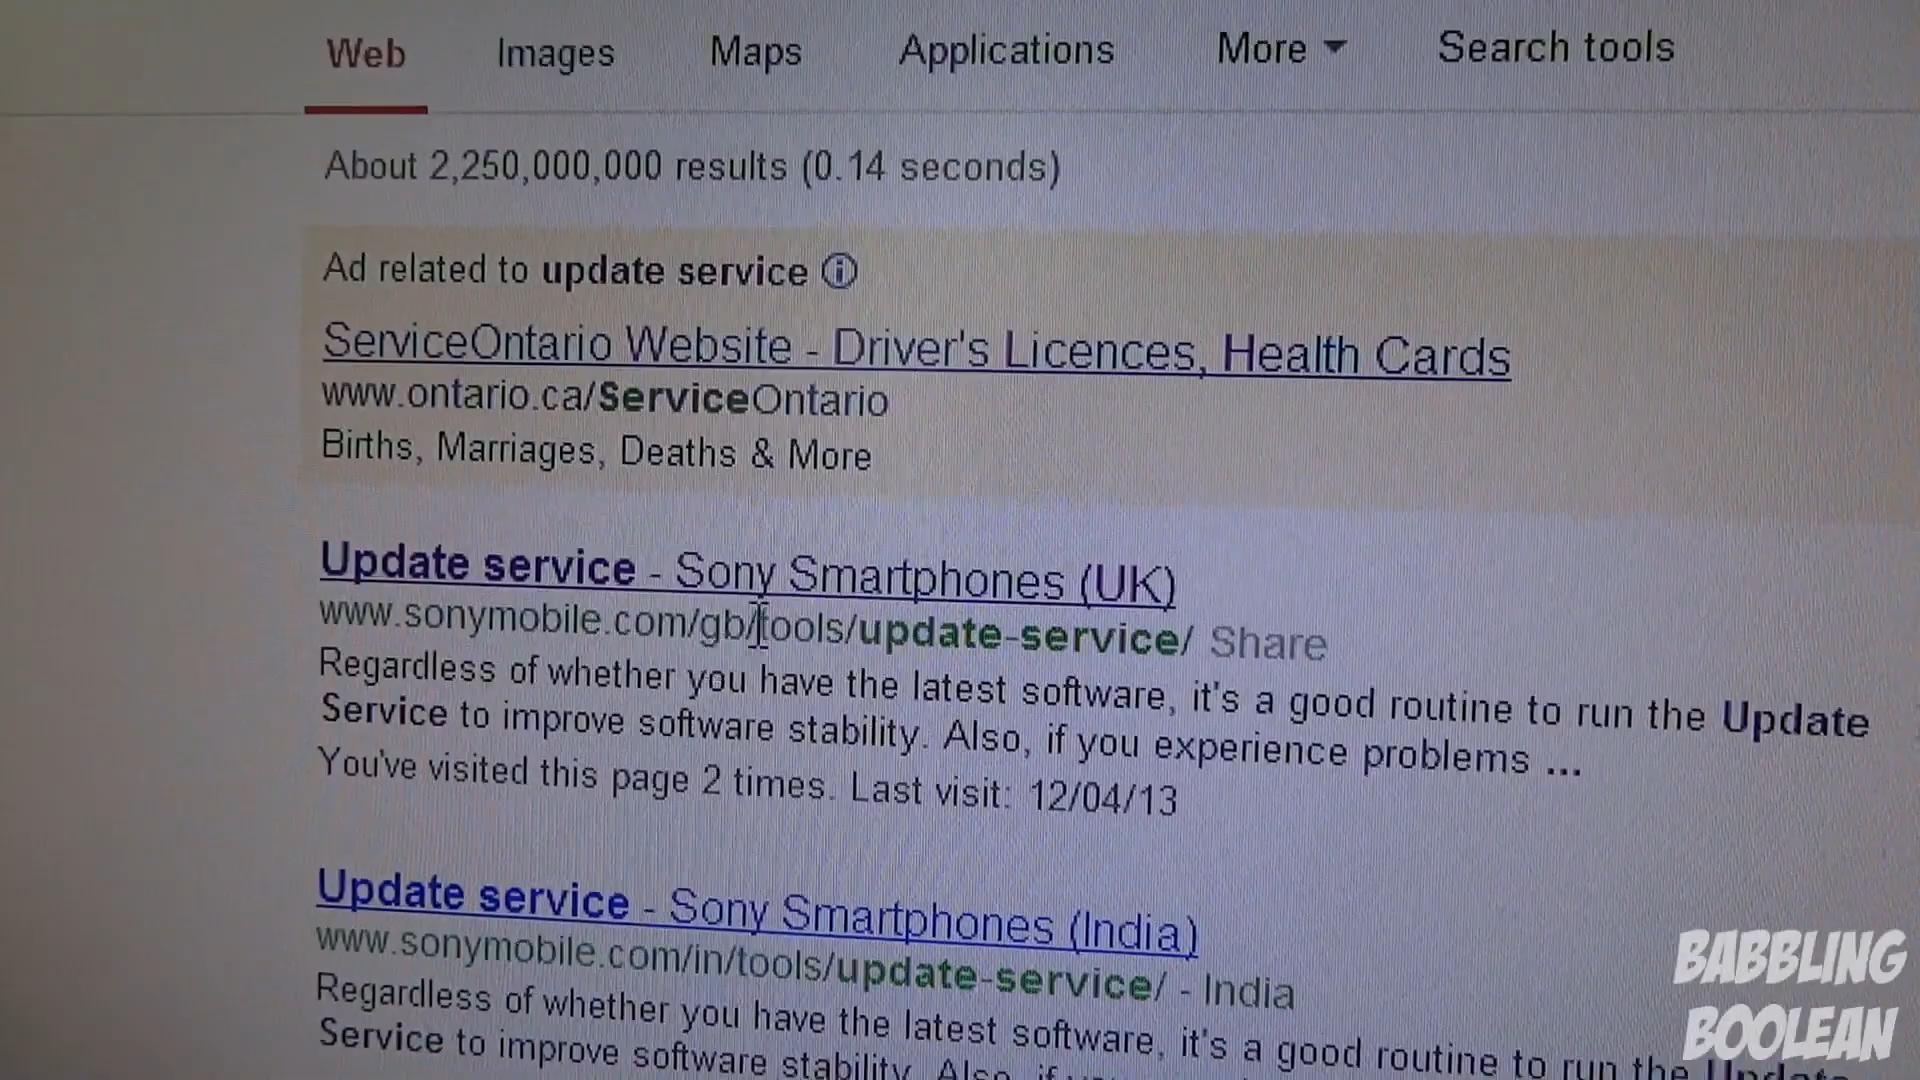 Web Images Maps Applications More Search tools
About 2,250,000,000 results (0.14 seconds)
Ad related to update service
ServiceOntario Website - Driver's Licences, Health Cards
www.ontario.ca/ServiceOntario
Births, Marriages, Deaths & More
Update service - Sony Smartphones (UK)
www.sonymobile.com/gb/tools/update-service/ Share
Regardless of whether you have the latest software, it's a good routine to run the Update
Service to improve software stability. Also, if you experience problems ...
You've visited this page 2 times. Last visit: 12/04/13
Update service - Sony Smartphones (India)
www.sonymobile.com/in/tools/update-service/ - India
Regardless of whether you have the latest software, it's a good routine to run the Update
Service to improve software stability. Also, if
BABBLING
BOOLEAN